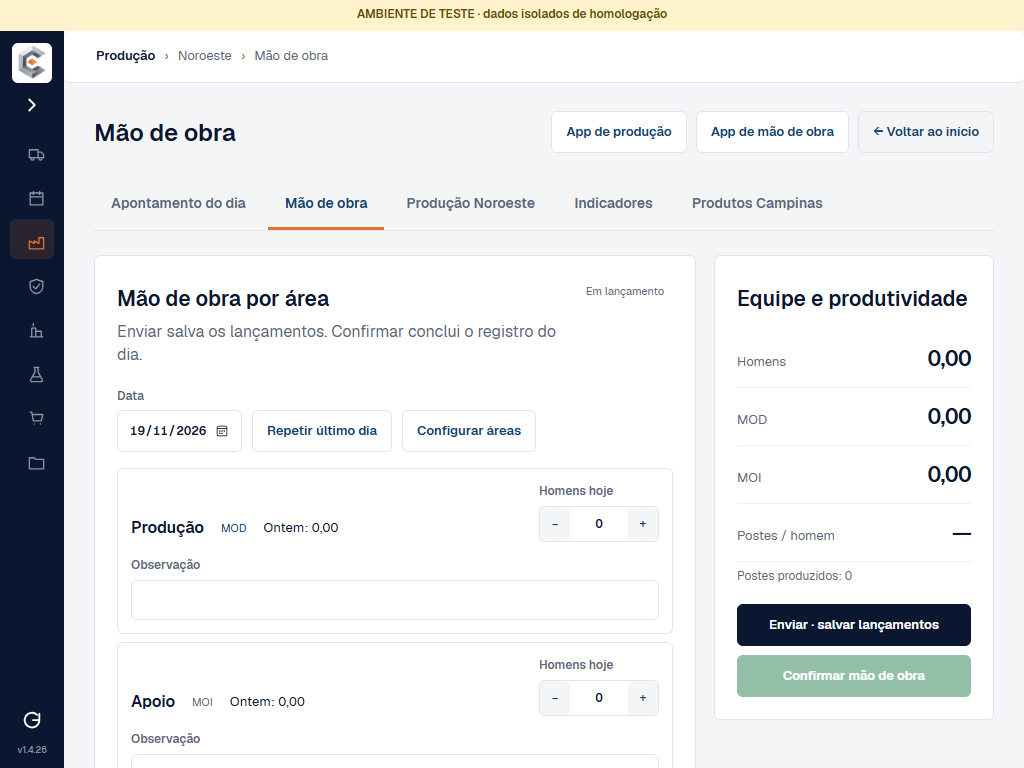 AMBIENTE DE TESTE · dados isolados de homologação
Produção › Noroeste › Mão de obra
Mão de obra
App de produção
App de mão de obra
← Voltar ao início
Apontamento do dia
Mão de obra
Produção Noroeste
Indicadores
Produtos Campinas
Mão de obra por área
Em lançamento
Enviar salva os lançamentos. Confirmar conclui o registro do
dia.
Data
19/11/2026
Repetir último dia
Configurar áreas
Homens hoje
Produção MOD Ontem: 0,00
− 0 +
Observação
Homens hoje
Apoio MOI Ontem: 0,00
− 0 +
Observação
Equipe e produtividade
Homens 0,00
MOD 0,00
MOI 0,00
Postes / homem —
Postes produzidos: 0
Enviar · salvar lançamentos
Confirmar mão de obra
v1.4.26